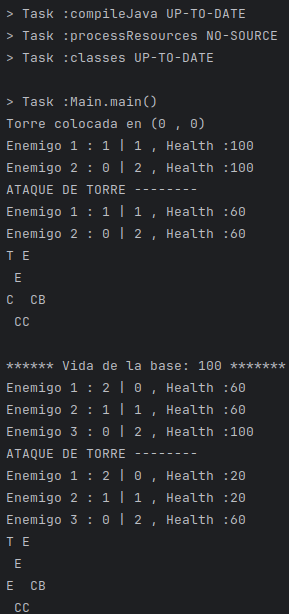 > Task :compileJava UP-TO-DATE
> Task :processResources NO-SOURCE
> Task :classes UP-TO-DATE

> Task :Main.main()
Torre colocada en (0 , 0)
Enemigo 1 : 1 | 1 , Health :100
Enemigo 2 : 0 | 2 , Health :100
ATAQUE DE TORRE --------
Enemigo 1 : 1 | 1 , Health :60
Enemigo 2 : 0 | 2 , Health :60
T E
 E
C  CB
 CC

****** Vida de la base: 100 *******
Enemigo 1 : 2 | 0 , Health :60
Enemigo 2 : 1 | 1 , Health :60
Enemigo 3 : 0 | 2 , Health :100
ATAQUE DE TORRE --------
Enemigo 1 : 2 | 0 , Health :20
Enemigo 2 : 1 | 1 , Health :20
Enemigo 3 : 0 | 2 , Health :60
T E
 E
E  CB
 CC